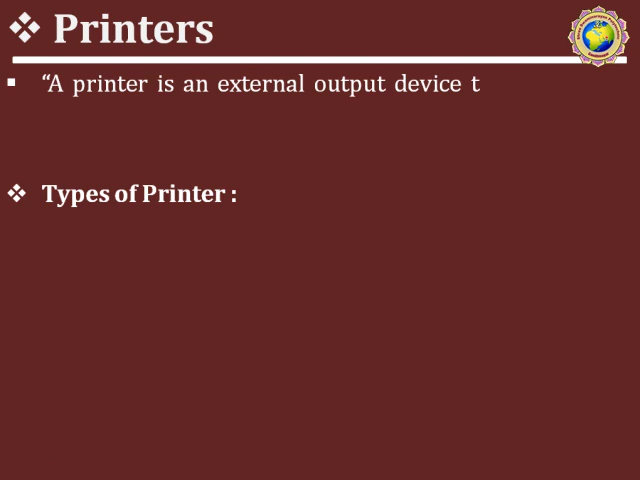 ❖ Printers
▪ “A printer is an external output device t
❖ Types of Printer :